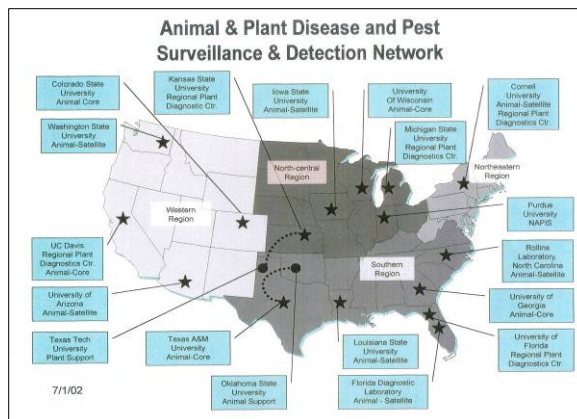 Animal & Plant Disease and Pest
Surveillance & Detection Network
Colorado State
University
Animal Core
Kansas State
University
Regional Plant
Diagnostic Ctr.
Iowa State
University
Animal-Satellite
University
Of Wisconsin
Animal-Core
Cornell
University
Animal-Satellite
Regional Plant
Diagnostics Ctr.
Washington State
University
Animal-Satellite
Michigan State
University
Regional Plant
Diagnostics Ctr.
North-central
Region
Northeastern
Region
Western
Region
Purdue
University
NAPIS
UC Davis
Regional Plant
Diagnostics Ctr.
Animal-Core
Southern
Region
Rollins
Laboratory,
North Carolina
Animal-Satellite
University of
Arizona
Animal-Satellite
University of
Georgia
Animal-Core
Texas Tech
University
Plant Support
Texas A&M
University
Animal-Core
Louisiana State
University
Animal-Satellite
University of
Florida
Regional Plant
Diagnostics Ctr.
Oklahoma State
University
Animal Support
Florida Diagnostic
Laboratory
Animal - Satellite
7/1/02